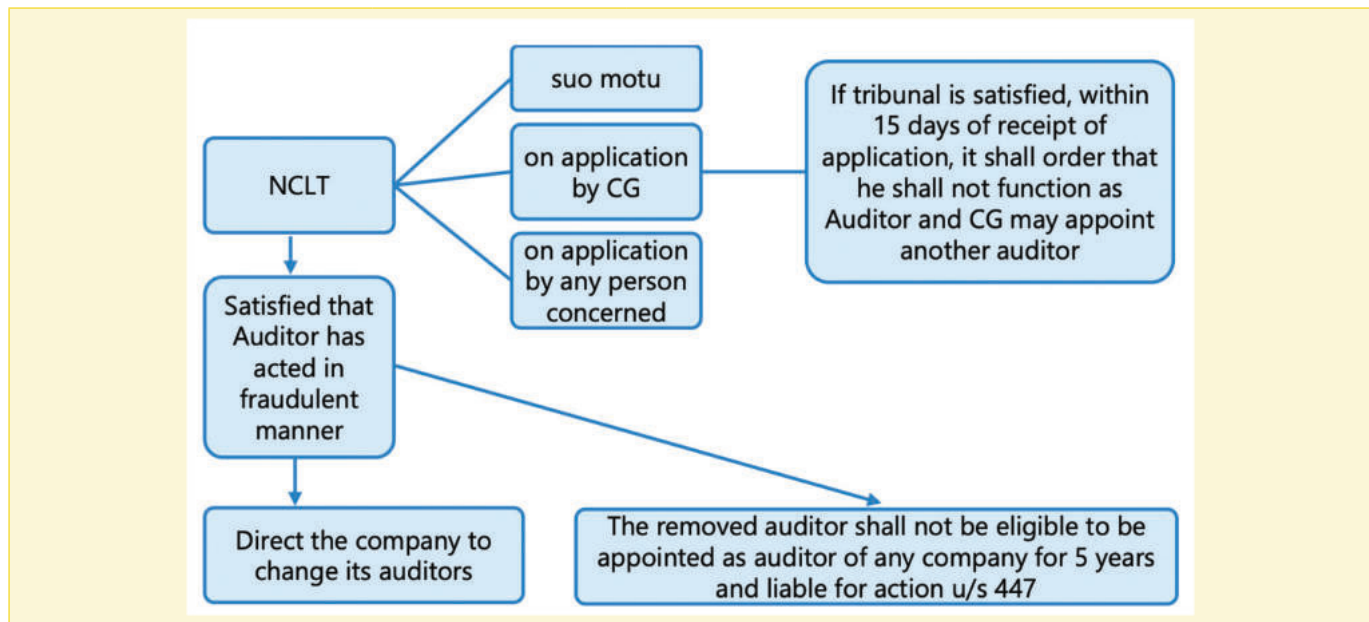 NCLT
suo motu
on application
by CG
on application
by any person
concerned
If tribunal is satisfied, within
15 days of receipt of
application, it shall order that
he shall not function as
Auditor and CG may appoint
another auditor
Satisfied that
Auditor has
acted in
fraudulent
manner
Direct the company to
change its auditors
The removed auditor shall not be eligible to be
appointed as auditor of any company for 5 years
and liable for action u/s 447